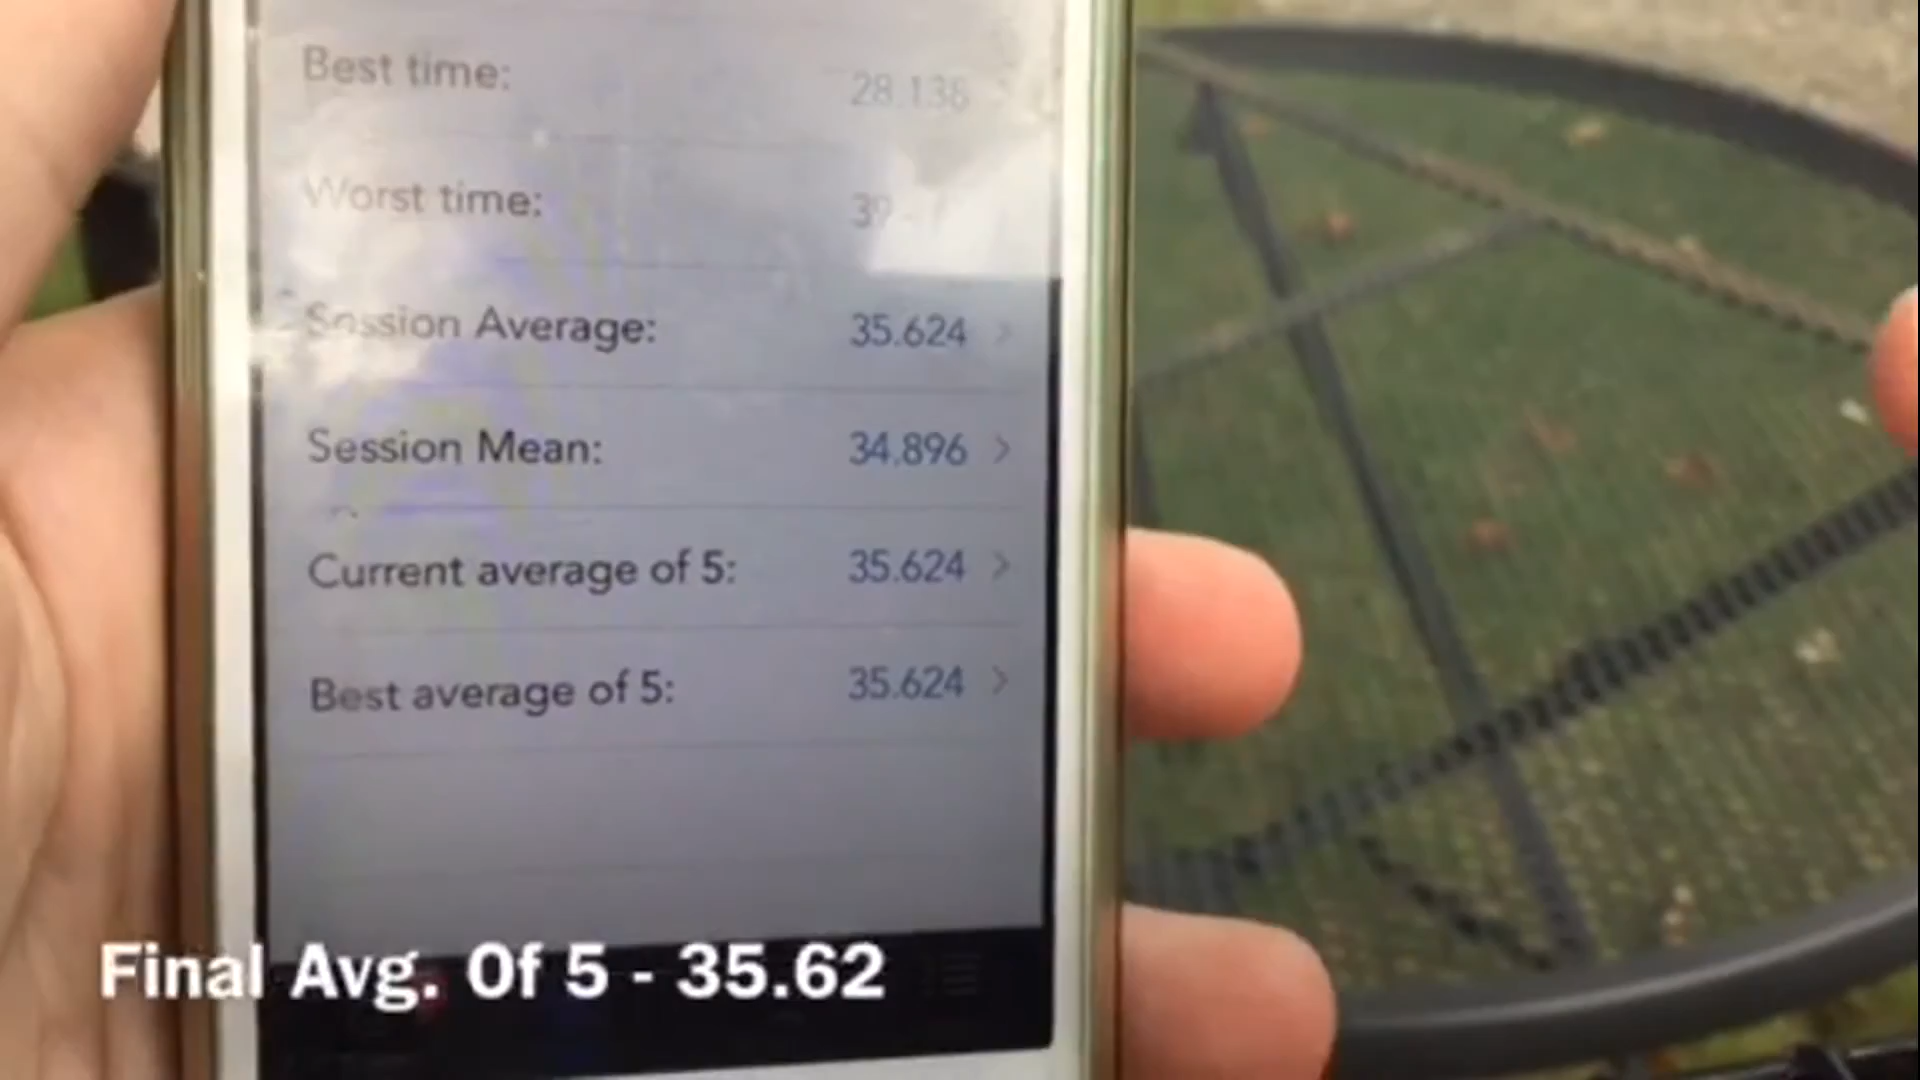 Best time:
28.138
Worst time:
Session Average:
35.624 >
Session Mean:
34.896 >
Current average of 5:
35.624 >
Best average of 5:
35.624 >
Final Avg. Of 5 - 35.62